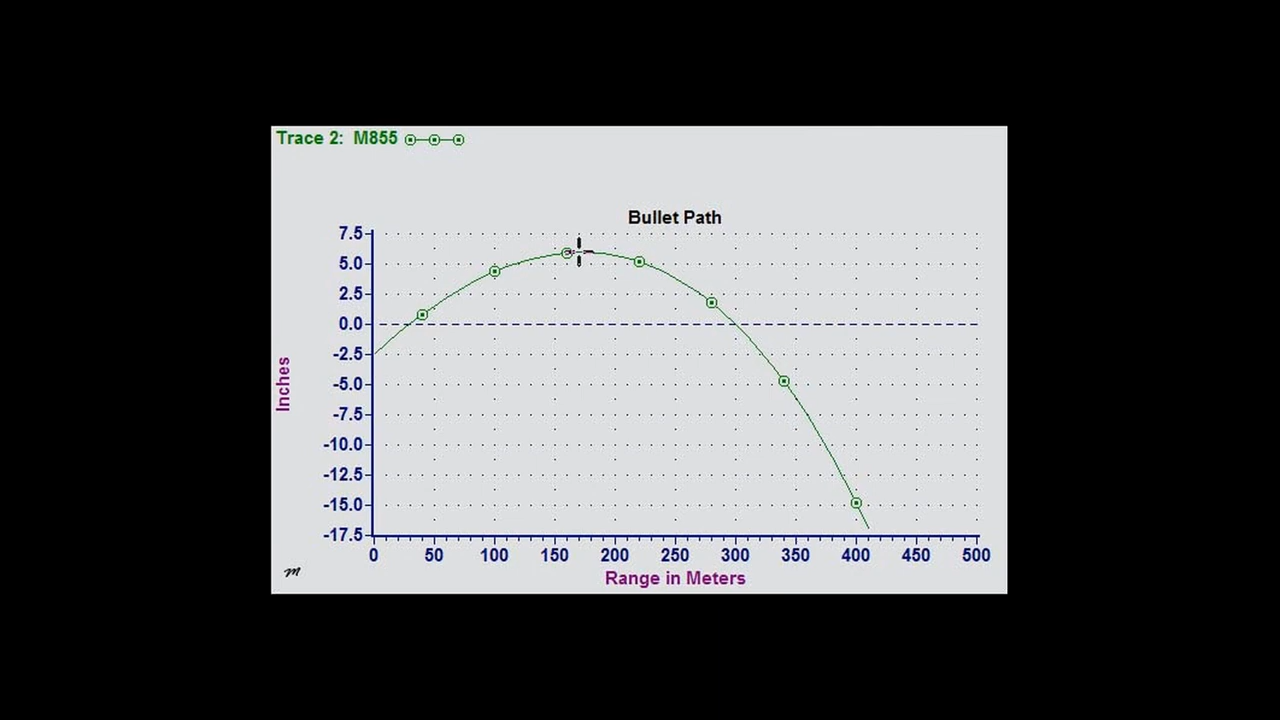 Trace 2: M855
Bullet Path
7.5
5.0
2.5
0.0
-2.5
-5.0
-7.5
-10.0
-12.5
-15.0
-17.5
Inches
0 50 100 150 200 250 300 350 400 450 500
Range in Meters
m